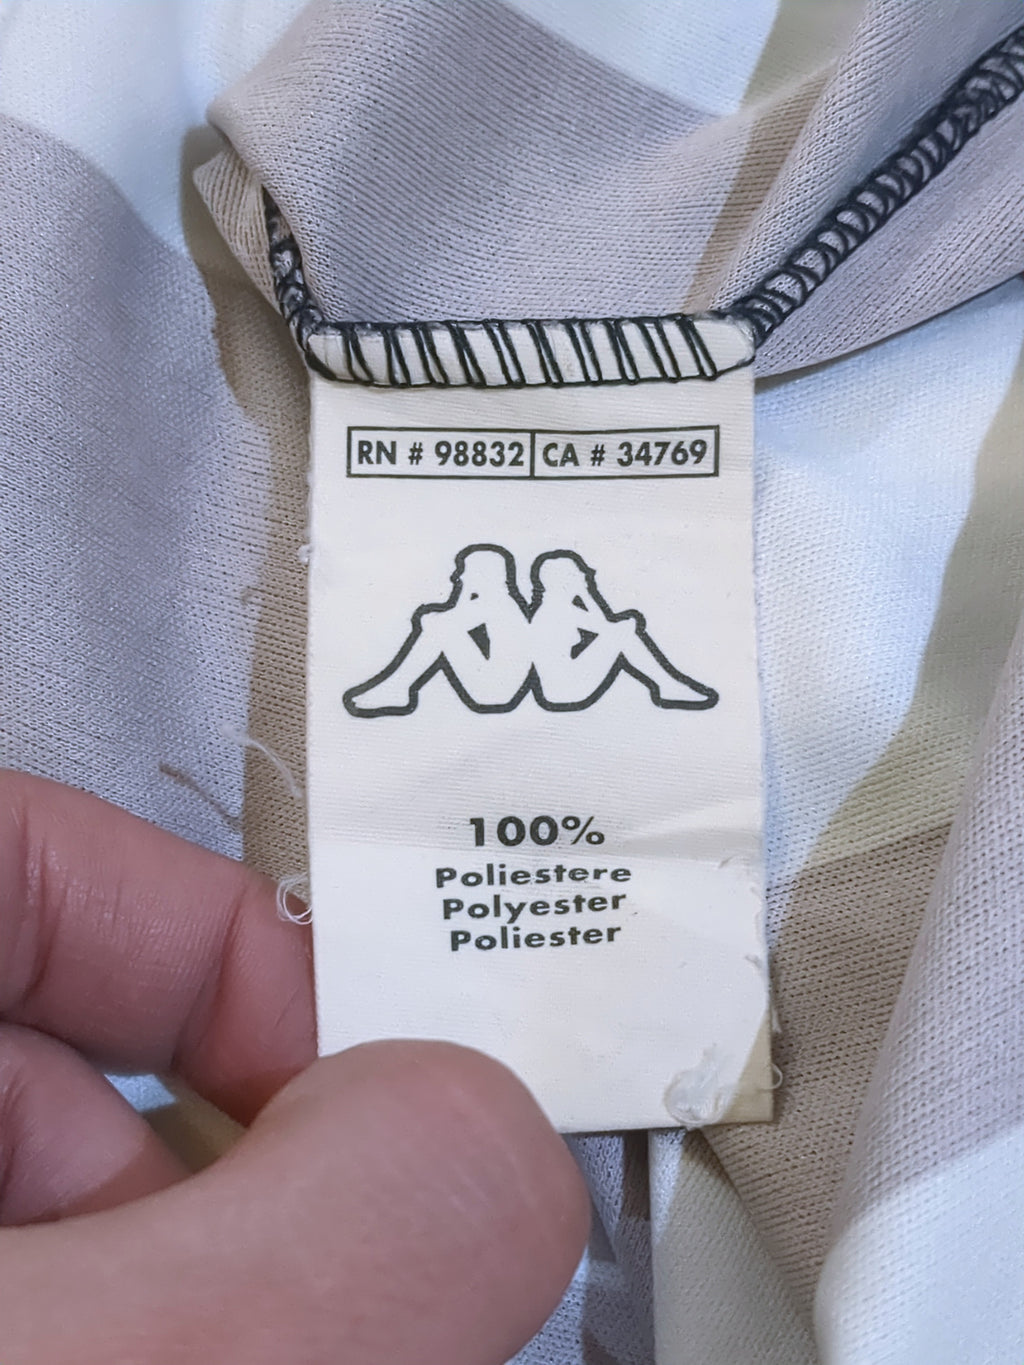 RN # 98832 CA # 34769
100%
Poliestere
Polyester
Poliester